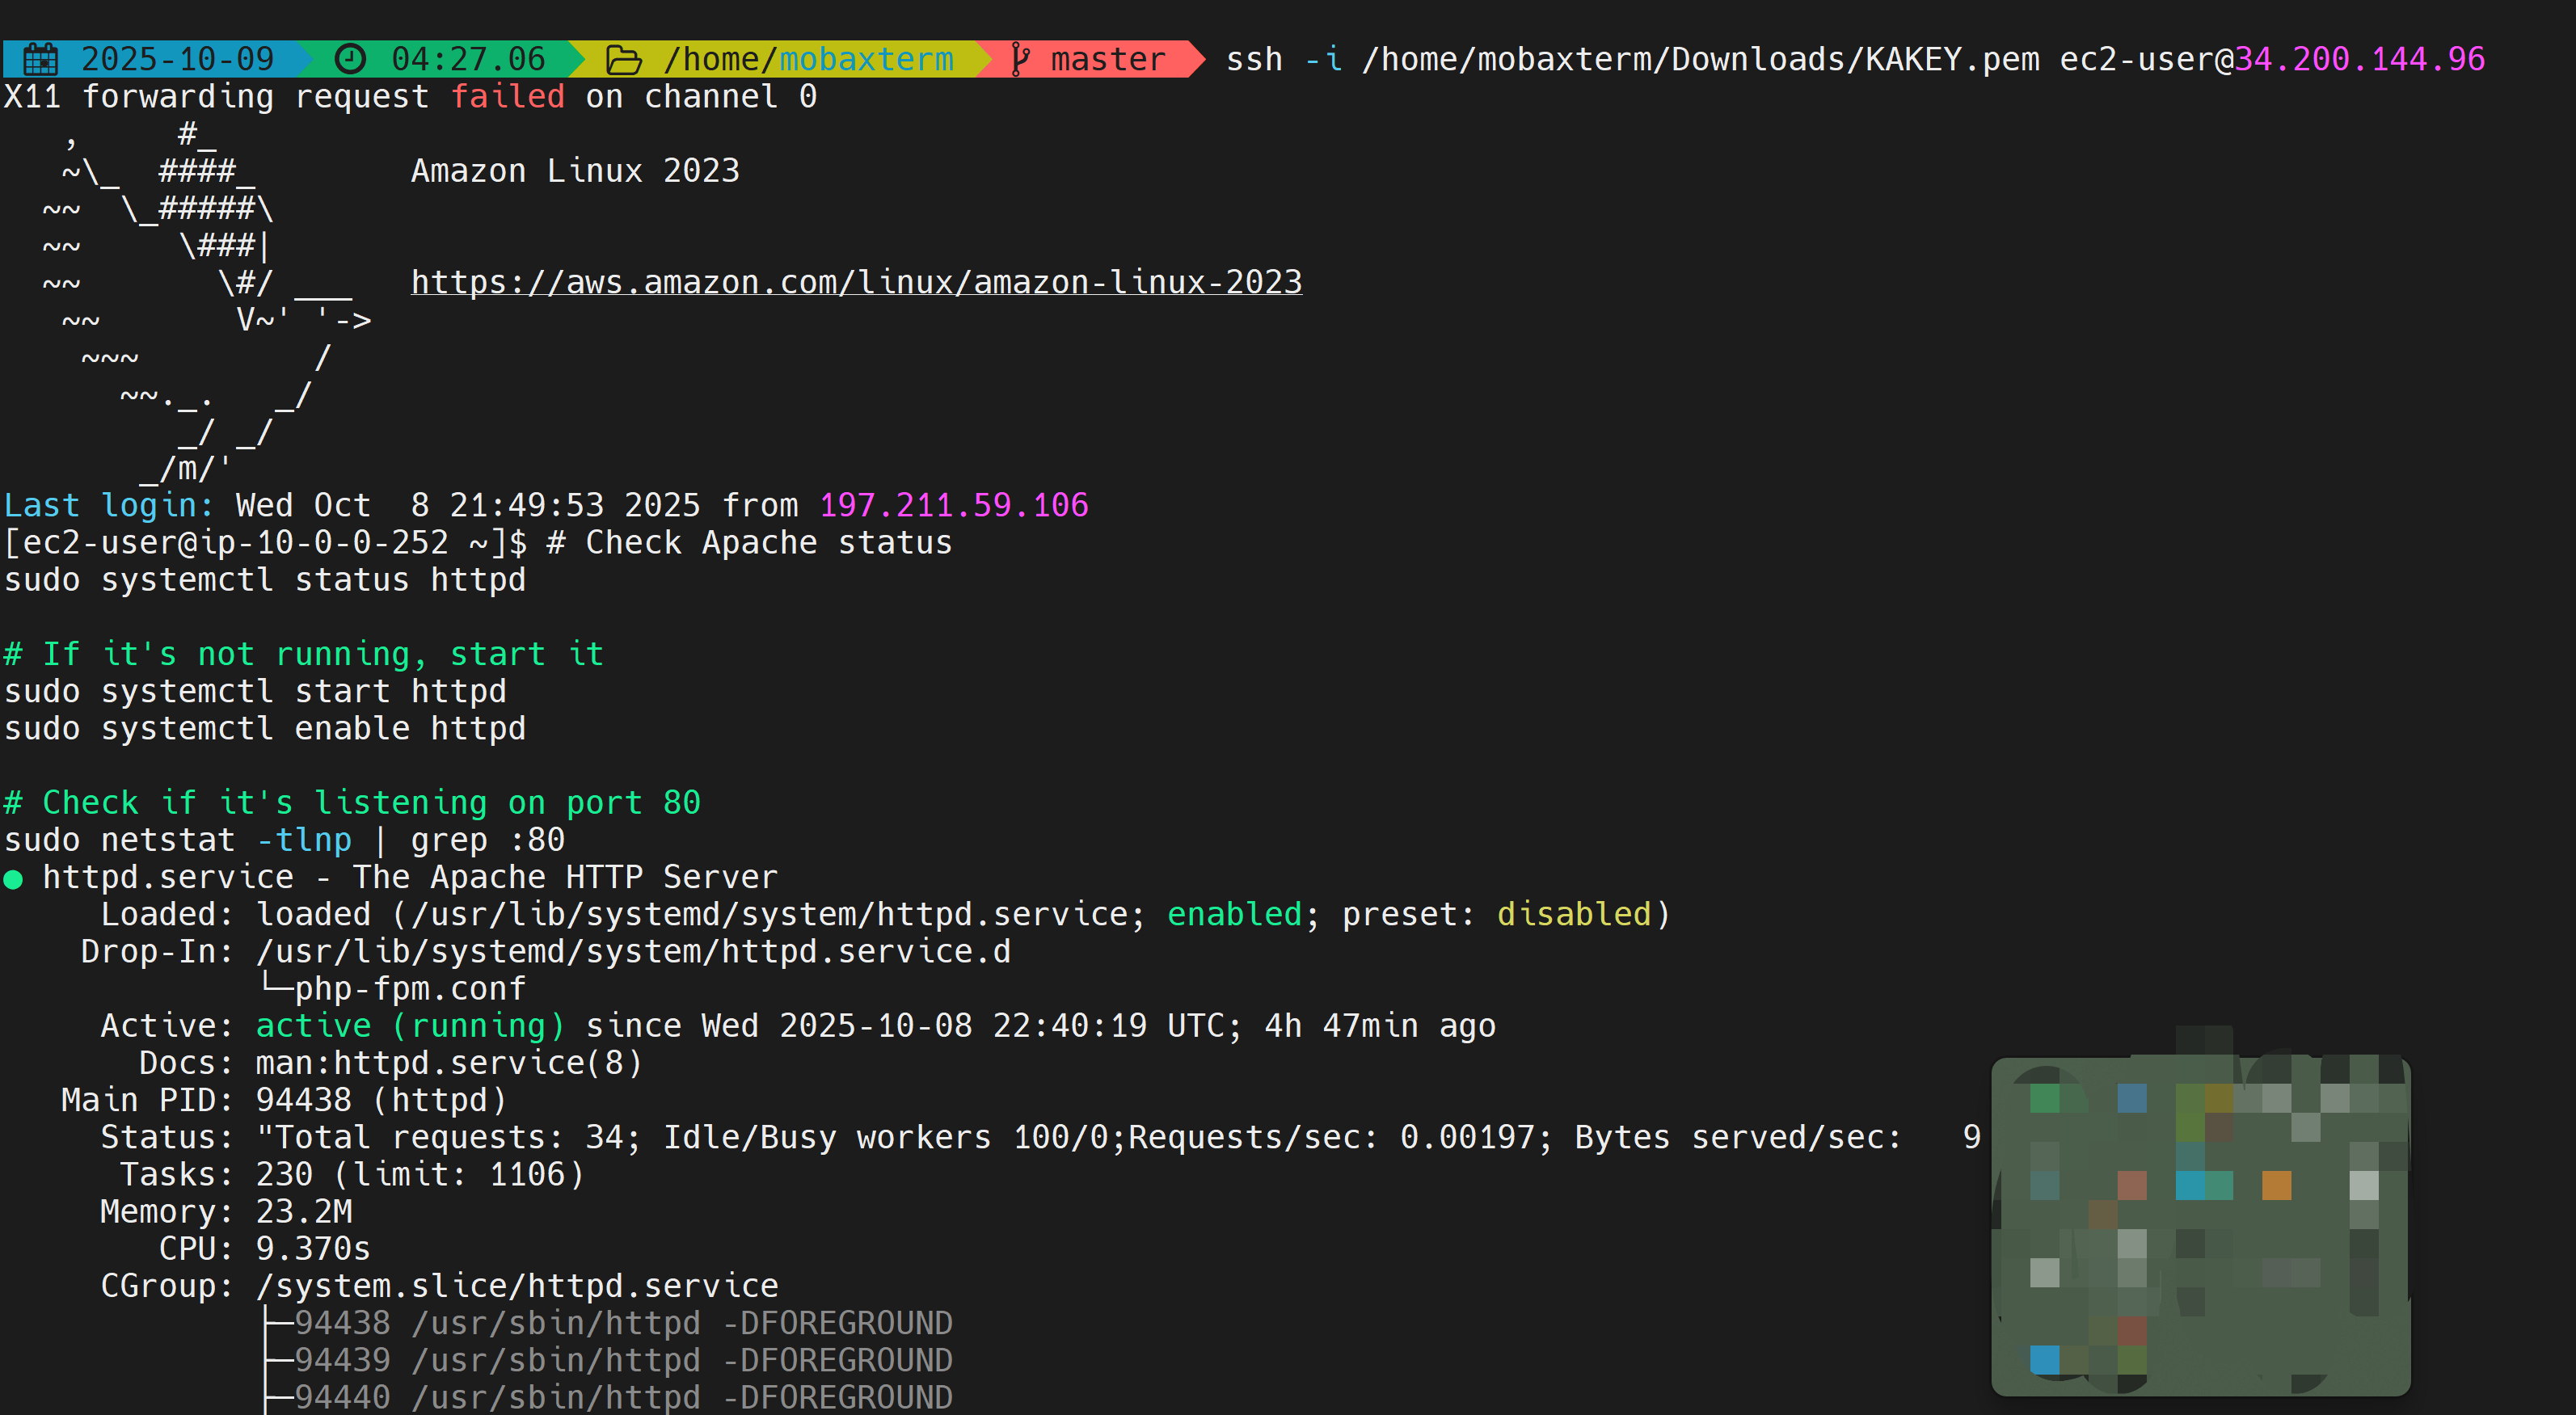 2025-10-09 04:27.06 /home/mobaxterm master ssh -i /home/mobaxterm/Downloads/KAKEY.pem ec2-user@34.200.144.96
X11 forwarding request failed on channel 0
   ,     #_
   ~\_  ####_        Amazon Linux 2023
  ~~  \_#####\
  ~~     \###|
  ~~       \#/ ___   https://aws.amazon.com/linux/amazon-linux-2023
   ~~       V~' '->
    ~~~         /
      ~~._.   _/
         _/ _/
       _/m/'
Last login: Wed Oct  8 21:49:53 2025 from 197.211.59.106
[ec2-user@ip-10-0-0-252 ~]$ # Check Apache status
sudo systemctl status httpd
# If it's not running, start it
sudo systemctl start httpd
sudo systemctl enable httpd
# Check if it's listening on port 80
sudo netstat -tlnp | grep :80
● httpd.service - The Apache HTTP Server
     Loaded: loaded (/usr/lib/systemd/system/httpd.service; enabled; preset: disabled)
    Drop-In: /usr/lib/systemd/system/httpd.service.d
             └─php-fpm.conf
     Active: active (running) since Wed 2025-10-08 22:40:19 UTC; 4h 47min ago
       Docs: man:httpd.service(8)
   Main PID: 94438 (httpd)
     Status: "Total requests: 34; Idle/Busy workers 100/0;Requests/sec: 0.00197; Bytes served/sec:   9
      Tasks: 230 (limit: 1106)
     Memory: 23.2M
        CPU: 9.370s
     CGroup: /system.slice/httpd.service
             ├─94438 /usr/sbin/httpd -DFOREGROUND
             ├─94439 /usr/sbin/httpd -DFOREGROUND
             ├─94440 /usr/sbin/httpd -DFOREGROUND